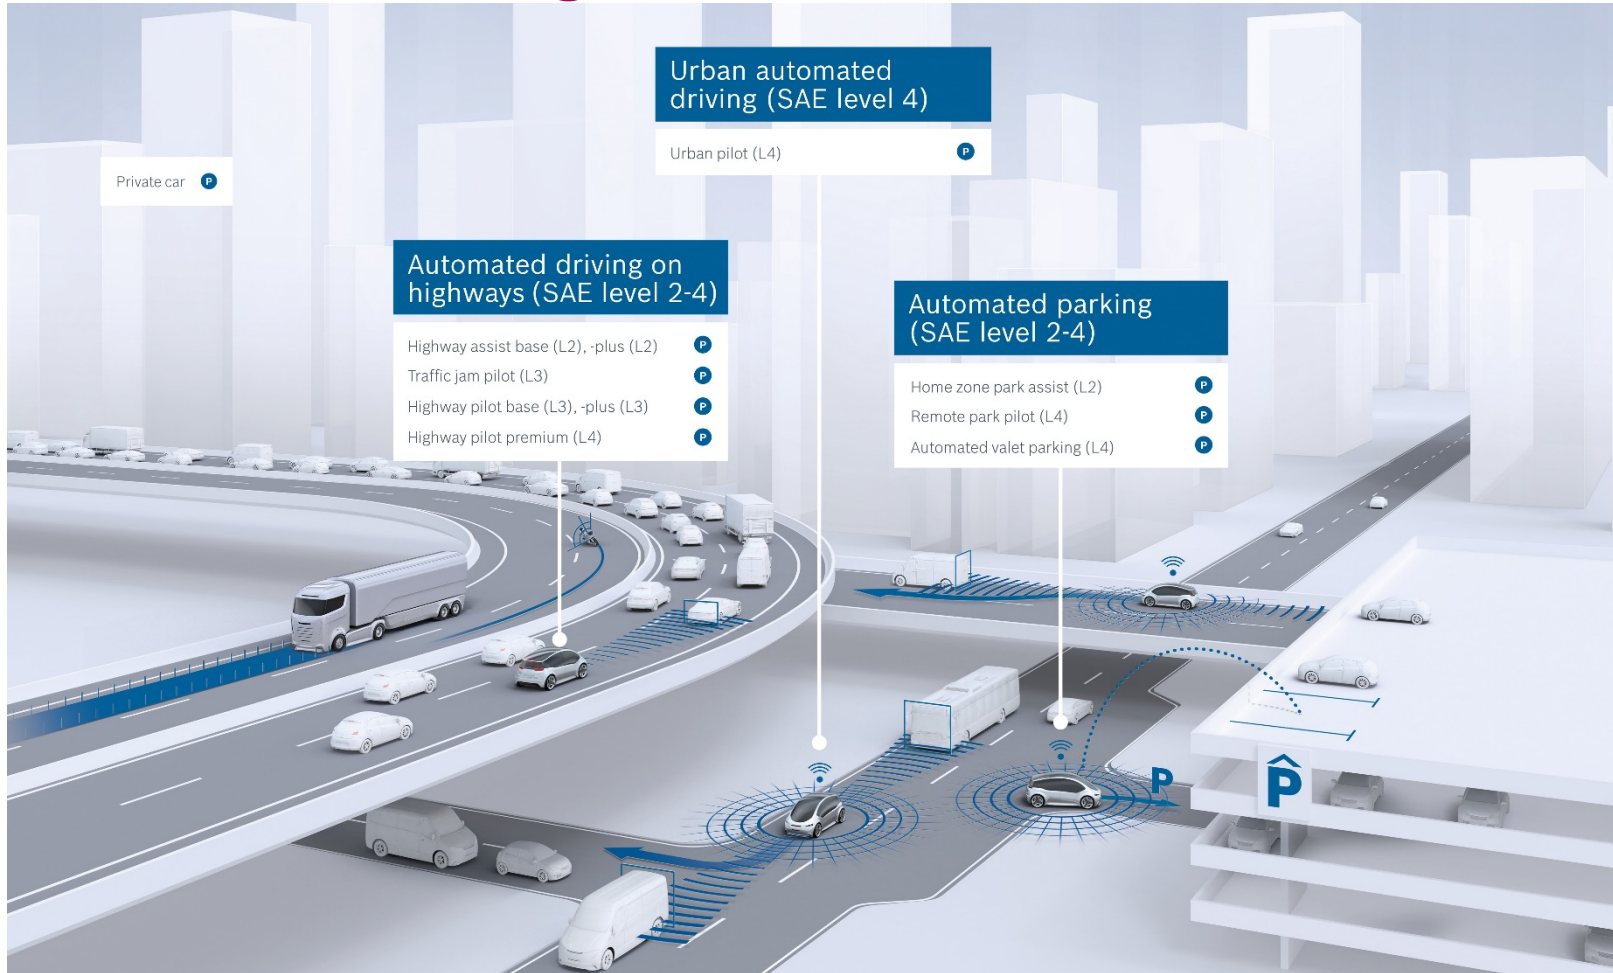 Urban automated
driving (SAE level 4)
Urban pilot (L4) P
Private car P
Automated driving on
highways (SAE level 2-4)
Highway assist base (L2), -plus (L2) P
Traffic jam pilot (L3) P
Highway pilot base (L3), -plus (L3) P
Highway pilot premium (L4) P
Automated parking
(SAE level 2-4)
Home zone park assist (L2) P
Remote park pilot (L4) P
Automated valet parking (L4) P
P
P